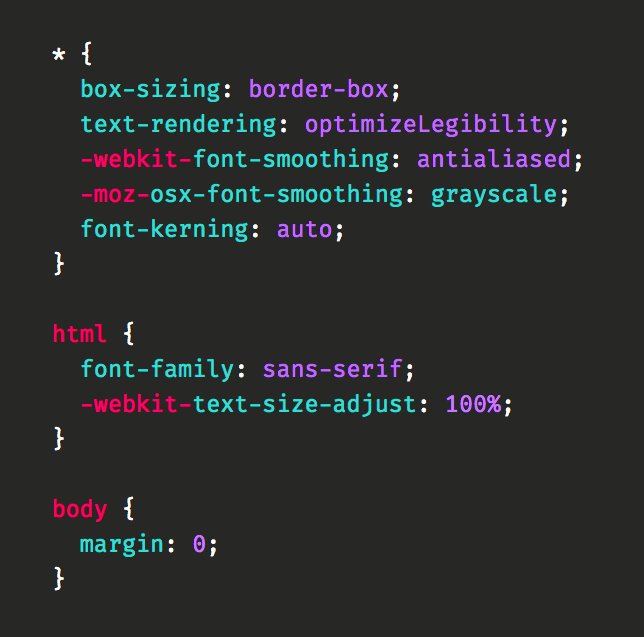 * {
  box-sizing: border-box;
  text-rendering: optimizeLegibility;
  -webkit-font-smoothing: antialiased;
  -moz-osx-font-smoothing: grayscale;
  font-kerning: auto;
}

html {
  font-family: sans-serif;
  -webkit-text-size-adjust: 100%;
}

body {
  margin: 0;
}